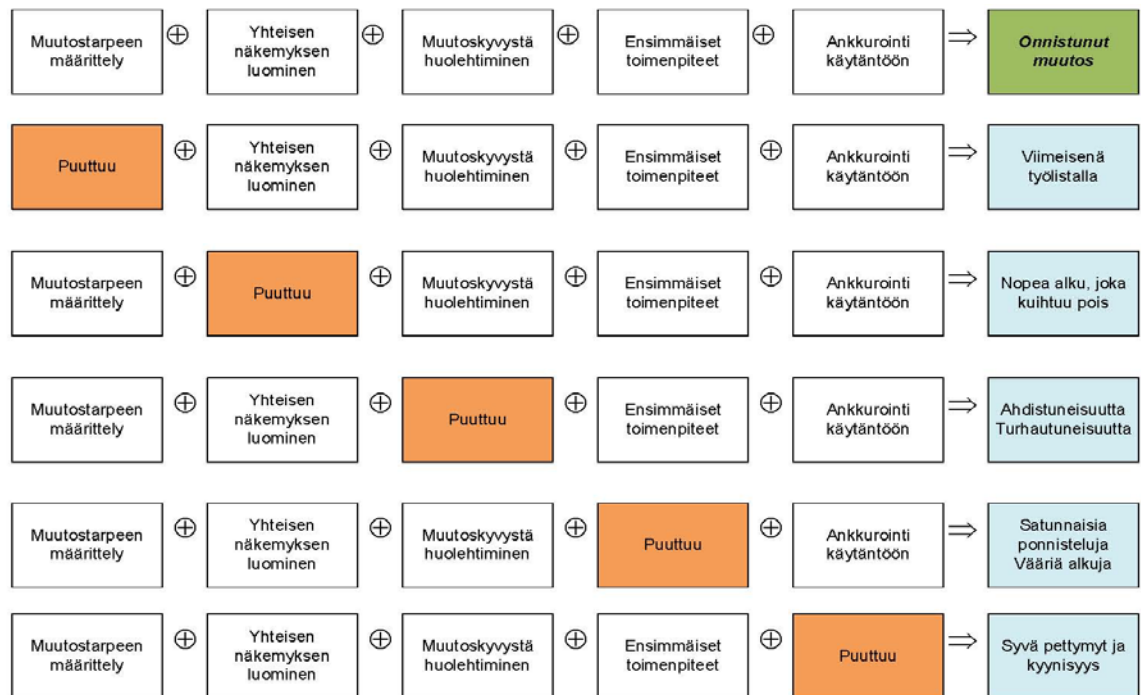 Muutostarpeen
määrittely
Yhteisen
näkemyksen
luominen
Muutoskyvystä
huolehtiminen
Ensimmäiset
toimenpiteet
Ankkurointi
käytäntöön
Onnistunut
muutos
Puuttuu
Yhteisen
näkemyksen
luominen
Muutoskyvystä
huolehtiminen
Ensimmäiset
toimenpiteet
Ankkurointi
käytäntöön
Viimeisenä
työlistalla
Muutostarpeen
määrittely
Puuttuu
Muutoskyvystä
huolehtiminen
Ensimmäiset
toimenpiteet
Ankkurointi
käytäntöön
Nopea alku, joka
kuihtuu pois
Muutostarpeen
määrittely
Yhteisen
näkemyksen
luominen
Puuttuu
Ensimmäiset
toimenpiteet
Ankkurointi
käytäntöön
Ahdistuneisuutta
Turhautuneisuutta
Muutostarpeen
määrittely
Yhteisen
näkemyksen
luominen
Muutoskyvystä
huolehtiminen
Puuttuu
Ankkurointi
käytäntöön
Satunnaisia
ponnisteluja
Vääriä alkuja
Muutostarpeen
määrittely
Yhteisen
näkemyksen
luominen
Muutoskyvystä
huolehtiminen
Ensimmäiset
toimenpiteet
Puuttuu
Syvä pettymyt ja
kyynisyys